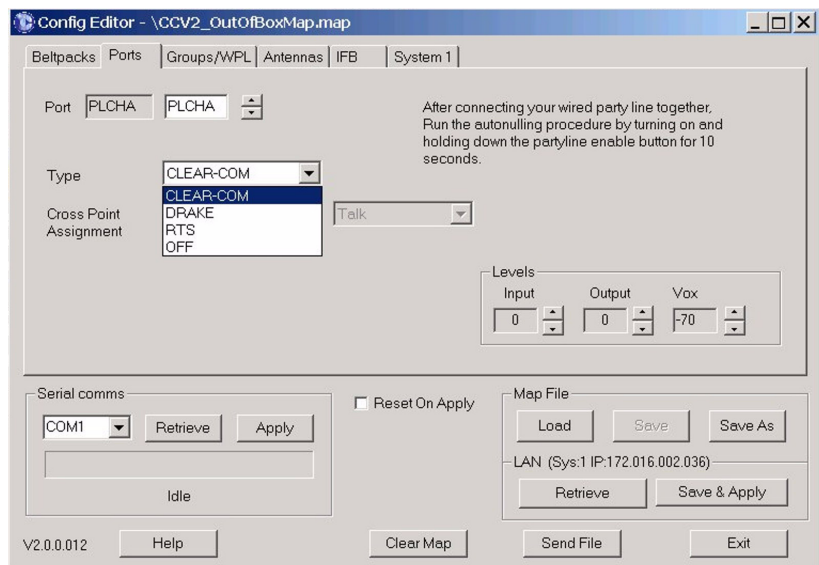 Config Editor - \CCV2_OutOfBoxMap.map
Beltpacks Ports Groups/WPL Antennas IFB System 1
Port PLCHA PLCHA
After connecting your wired party line together,
Run the autonulling procedure by turning on and
holding down the partyline enable button for 10
seconds.
Type CLEAR-COM
CLEAR-COM
DRAKE
RTS
OFF
Cross Point
Assignment
Talk
Levels
Input Output Vox
0 0 -70
Serial comms
COM1 Retrieve Apply
Idle
Reset On Apply
Map File
Load Save Save As
LAN (Sys:1 IP:172.016.002.036)
Retrieve Save & Apply
V2.0.0.012 Help Clear Map Send File Exit